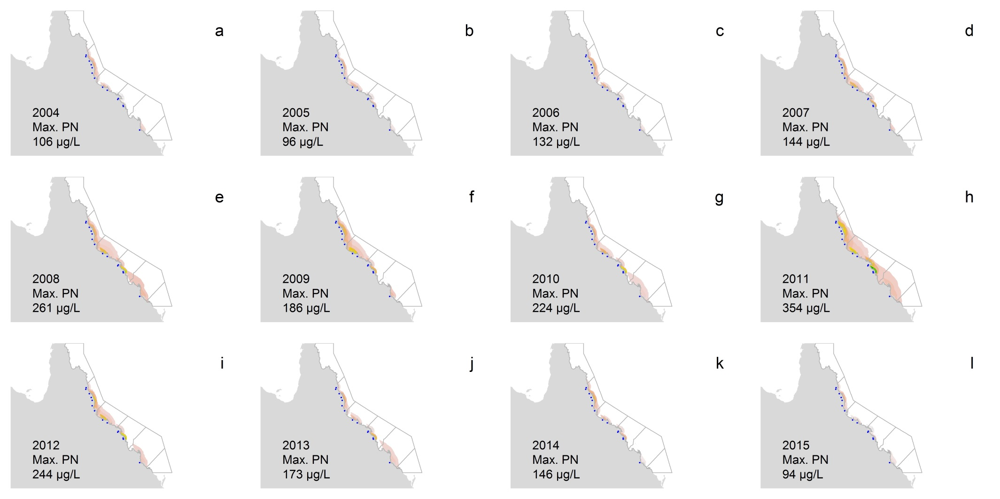 a
2004
Max. PN
106 µg/L
b
2005
Max. PN
96 µg/L
c
2006
Max. PN
132 µg/L
d
2007
Max. PN
144 µg/L
e
2008
Max. PN
261 µg/L
f
2009
Max. PN
186 µg/L
g
2010
Max. PN
224 µg/L
h
2011
Max. PN
354 µg/L
i
2012
Max. PN
244 µg/L
j
2013
Max. PN
173 µg/L
k
2014
Max. PN
146 µg/L
l
2015
Max. PN
94 µg/L